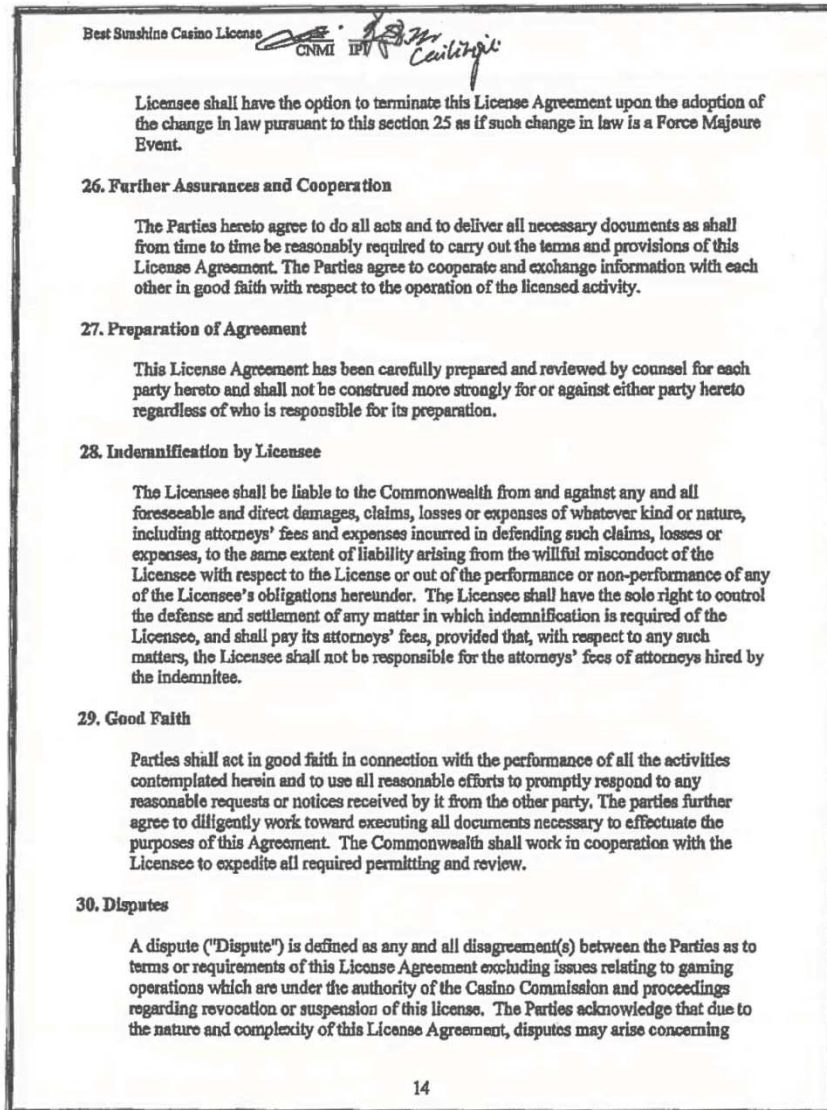 Best Sunshine Casino License
CNMI IPI
Licensee shall have the option to terminate this License Agreement upon the adoption of
the change in law pursuant to this section 25 as if such change in law is a Force Majeure
Event.
26. Further Assurances and Cooperation
The Parties hereto agree to do all acts and to deliver all necessary documents as shall
from time to time be reasonably required to carry out the terms and provisions of this
License Agreement. The Parties agree to cooperate and exchange information with each
other in good faith with respect to the operation of the licensed activity.
27. Preparation of Agreement
This License Agreement has been carefully prepared and reviewed by counsel for each
party hereto and shall not be construed more strongly for or against either party hereto
regardless of who is responsible for its preparation.
28. Indemnification by Licensee
The Licensee shall be liable to the Commonwealth from and against any and all
foreseeable and direct damages, claims, losses or expenses of whatever kind or nature,
including attorneys' fees and expenses incurred in defending such claims, losses or
expenses, to the same extent of liability arising from the willful misconduct of the
Licensee with respect to the License or out of the performance or non-performance of any
of the Licensee's obligations hereunder. The Licensee shall have the sole right to control
the defense and settlement of any matter in which indemnification is required of the
Licensee, and shall pay its attorneys' fees, provided that, with respect to any such
matters, the Licensee shall not be responsible for the attorneys' fees of attorneys hired by
the indemnitee.
29. Good Faith
Parties shall act in good faith in connection with the performance of all the activities
contemplated herein and to use all reasonable efforts to promptly respond to any
reasonable requests or notices received by it from the other party. The parties further
agree to diligently work toward executing all documents necessary to effectuate the
purposes of this Agreement. The Commonwealth shall work in cooperation with the
Licensee to expedite all required permitting and review.
30. Disputes
A dispute ("Dispute") is defined as any and all disagreement(s) between the Parties as to
terms or requirements of this License Agreement excluding issues relating to gaming
operations which are under the authority of the Casino Commission and proceedings
regarding revocation or suspension of this license. The Parties acknowledge that due to
the nature and complexity of this License Agreement, disputes may arise concerning
14